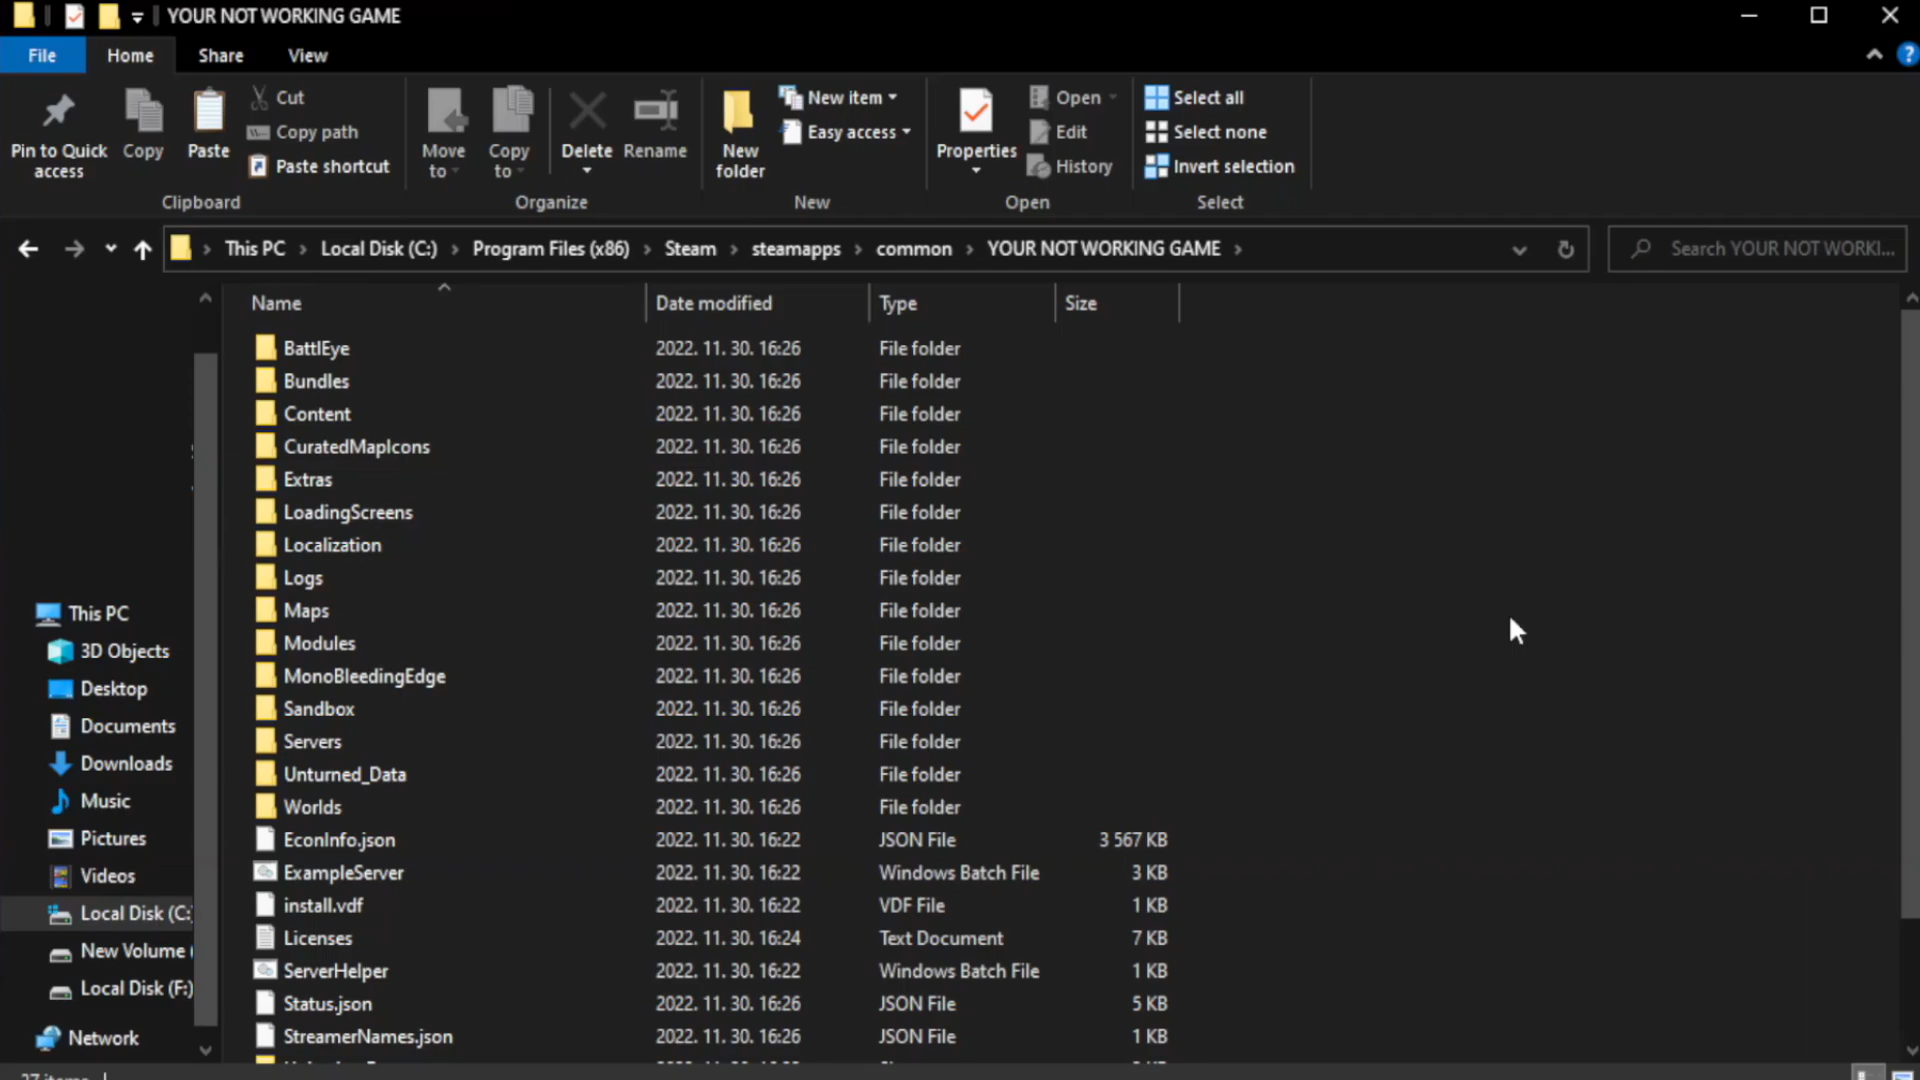 YOUR NOT WORKING GAME
File Home Share View
Pin to Quick access
Copy
Paste
Cut
Copy path
Paste shortcut
Clipboard
Move to
Copy to
Delete
Rename
Organize
New folder
New item
Easy access
New
Properties
Open
Edit
History
Open
Select all
Select none
Invert selection
Select
This PC > Local Disk (C:) > Program Files (x86) > Steam > steamapps > common > YOUR NOT WORKING GAME >
Search YOUR NOT WORKI...
Name Date modified Type Size
BattlEye 2022. 11. 30. 16:26 File folder
Bundles 2022. 11. 30. 16:26 File folder
Content 2022. 11. 30. 16:26 File folder
CuratedMapIcons 2022. 11. 30. 16:26 File folder
Extras 2022. 11. 30. 16:26 File folder
LoadingScreens 2022. 11. 30. 16:26 File folder
Localization 2022. 11. 30. 16:26 File folder
Logs 2022. 11. 30. 16:26 File folder
Maps 2022. 11. 30. 16:26 File folder
Modules 2022. 11. 30. 16:26 File folder
MonoBleedingEdge 2022. 11. 30. 16:26 File folder
Sandbox 2022. 11. 30. 16:26 File folder
Servers 2022. 11. 30. 16:26 File folder
Unturned_Data 2022. 11. 30. 16:26 File folder
Worlds 2022. 11. 30. 16:26 File folder
EconInfo.json 2022. 11. 30. 16:22 JSON File 3 567 KB
ExampleServer 2022. 11. 30. 16:22 Windows Batch File 3 KB
install.vdf 2022. 11. 30. 16:22 VDF File 1 KB
Licenses 2022. 11. 30. 16:24 Text Document 7 KB
ServerHelper 2022. 11. 30. 16:22 Windows Batch File 1 KB
Status.json 2022. 11. 30. 16:26 JSON File 5 KB
StreamerNames.json 2022. 11. 30. 16:26 JSON File 1 KB
This PC
3D Objects
Desktop
Documents
Downloads
Music
Pictures
Videos
Local Disk (C:)
New Volume (
Local Disk (F:)
Network